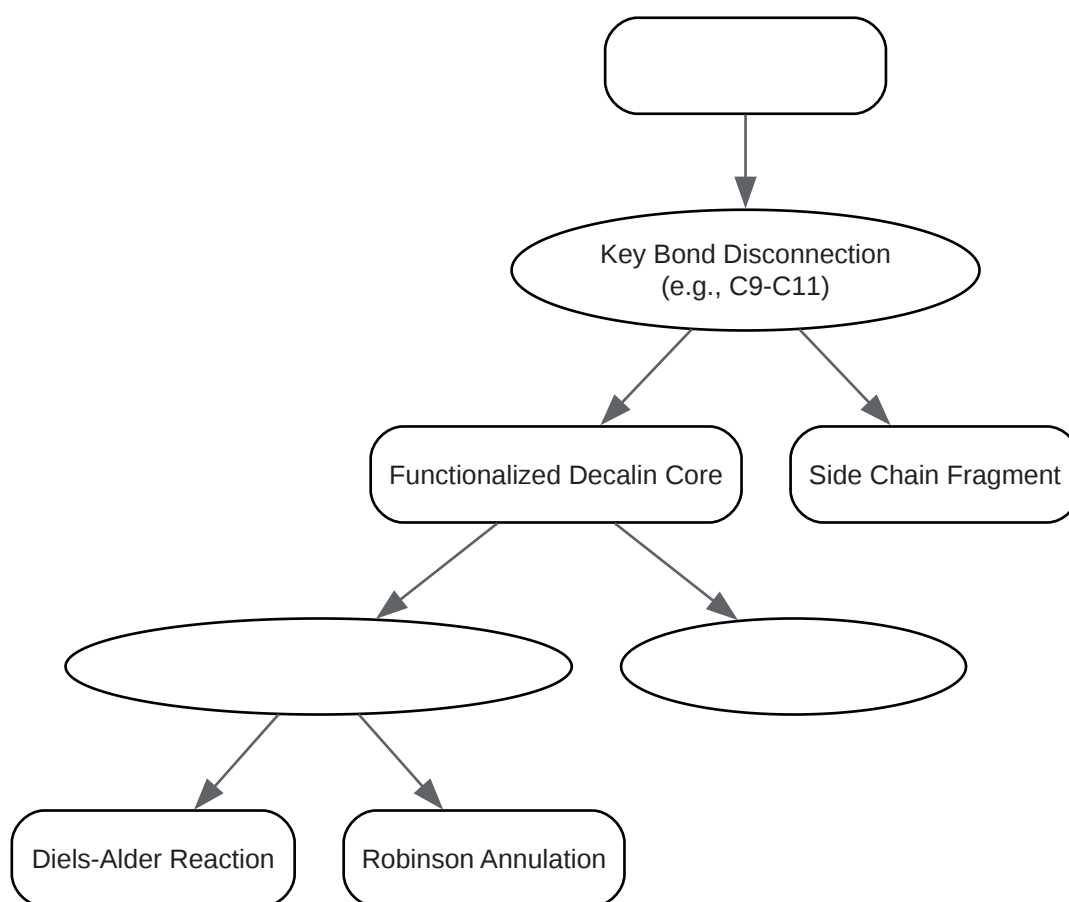 Key Bond Disconnection
(e.g., C9-C11)
Functionalized Decalin Core
Side Chain Fragment
Diels-Alder Reaction
Robinson Annulation